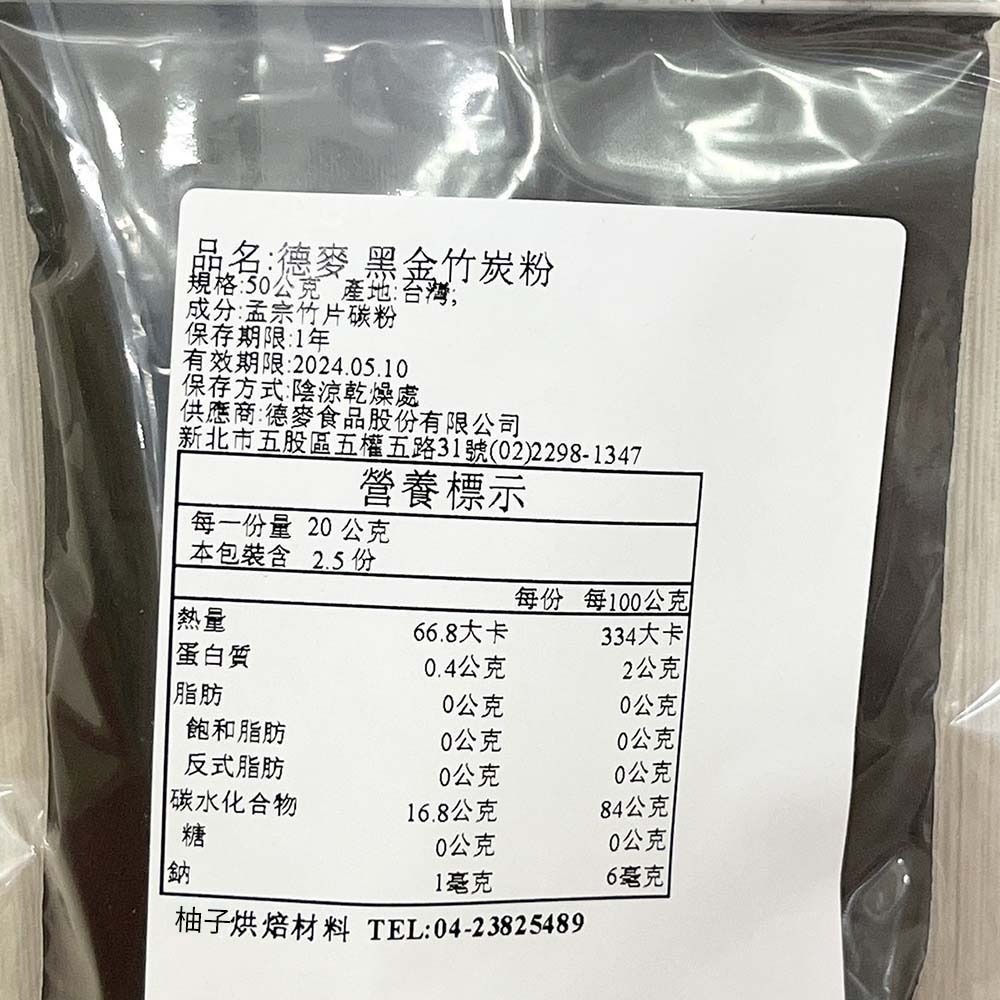 品名:德麥 黑金竹炭粉
規格:50公克 產地:台灣;
成分:孟宗竹片碳粉
保存期限:1年
有效期限:2024.05.10
保存方式:陰涼乾燥處
供應商:德麥食品股份有限公司
新北市五股區五權五路31號(02)2298-1347
營養標示
每一份量 20 公克
本包裝含 2.5 份
每份 每100公克
熱量 66.8大卡 334大卡
蛋白質 0.4公克 2公克
脂肪 0公克 0公克
飽和脂肪 0公克 0公克
反式脂肪 0公克 0公克
碳水化合物 16.8公克 84公克
糖 0公克 0公克
鈉 1毫克 6毫克
柚子烘焙材料 TEL:04-23825489